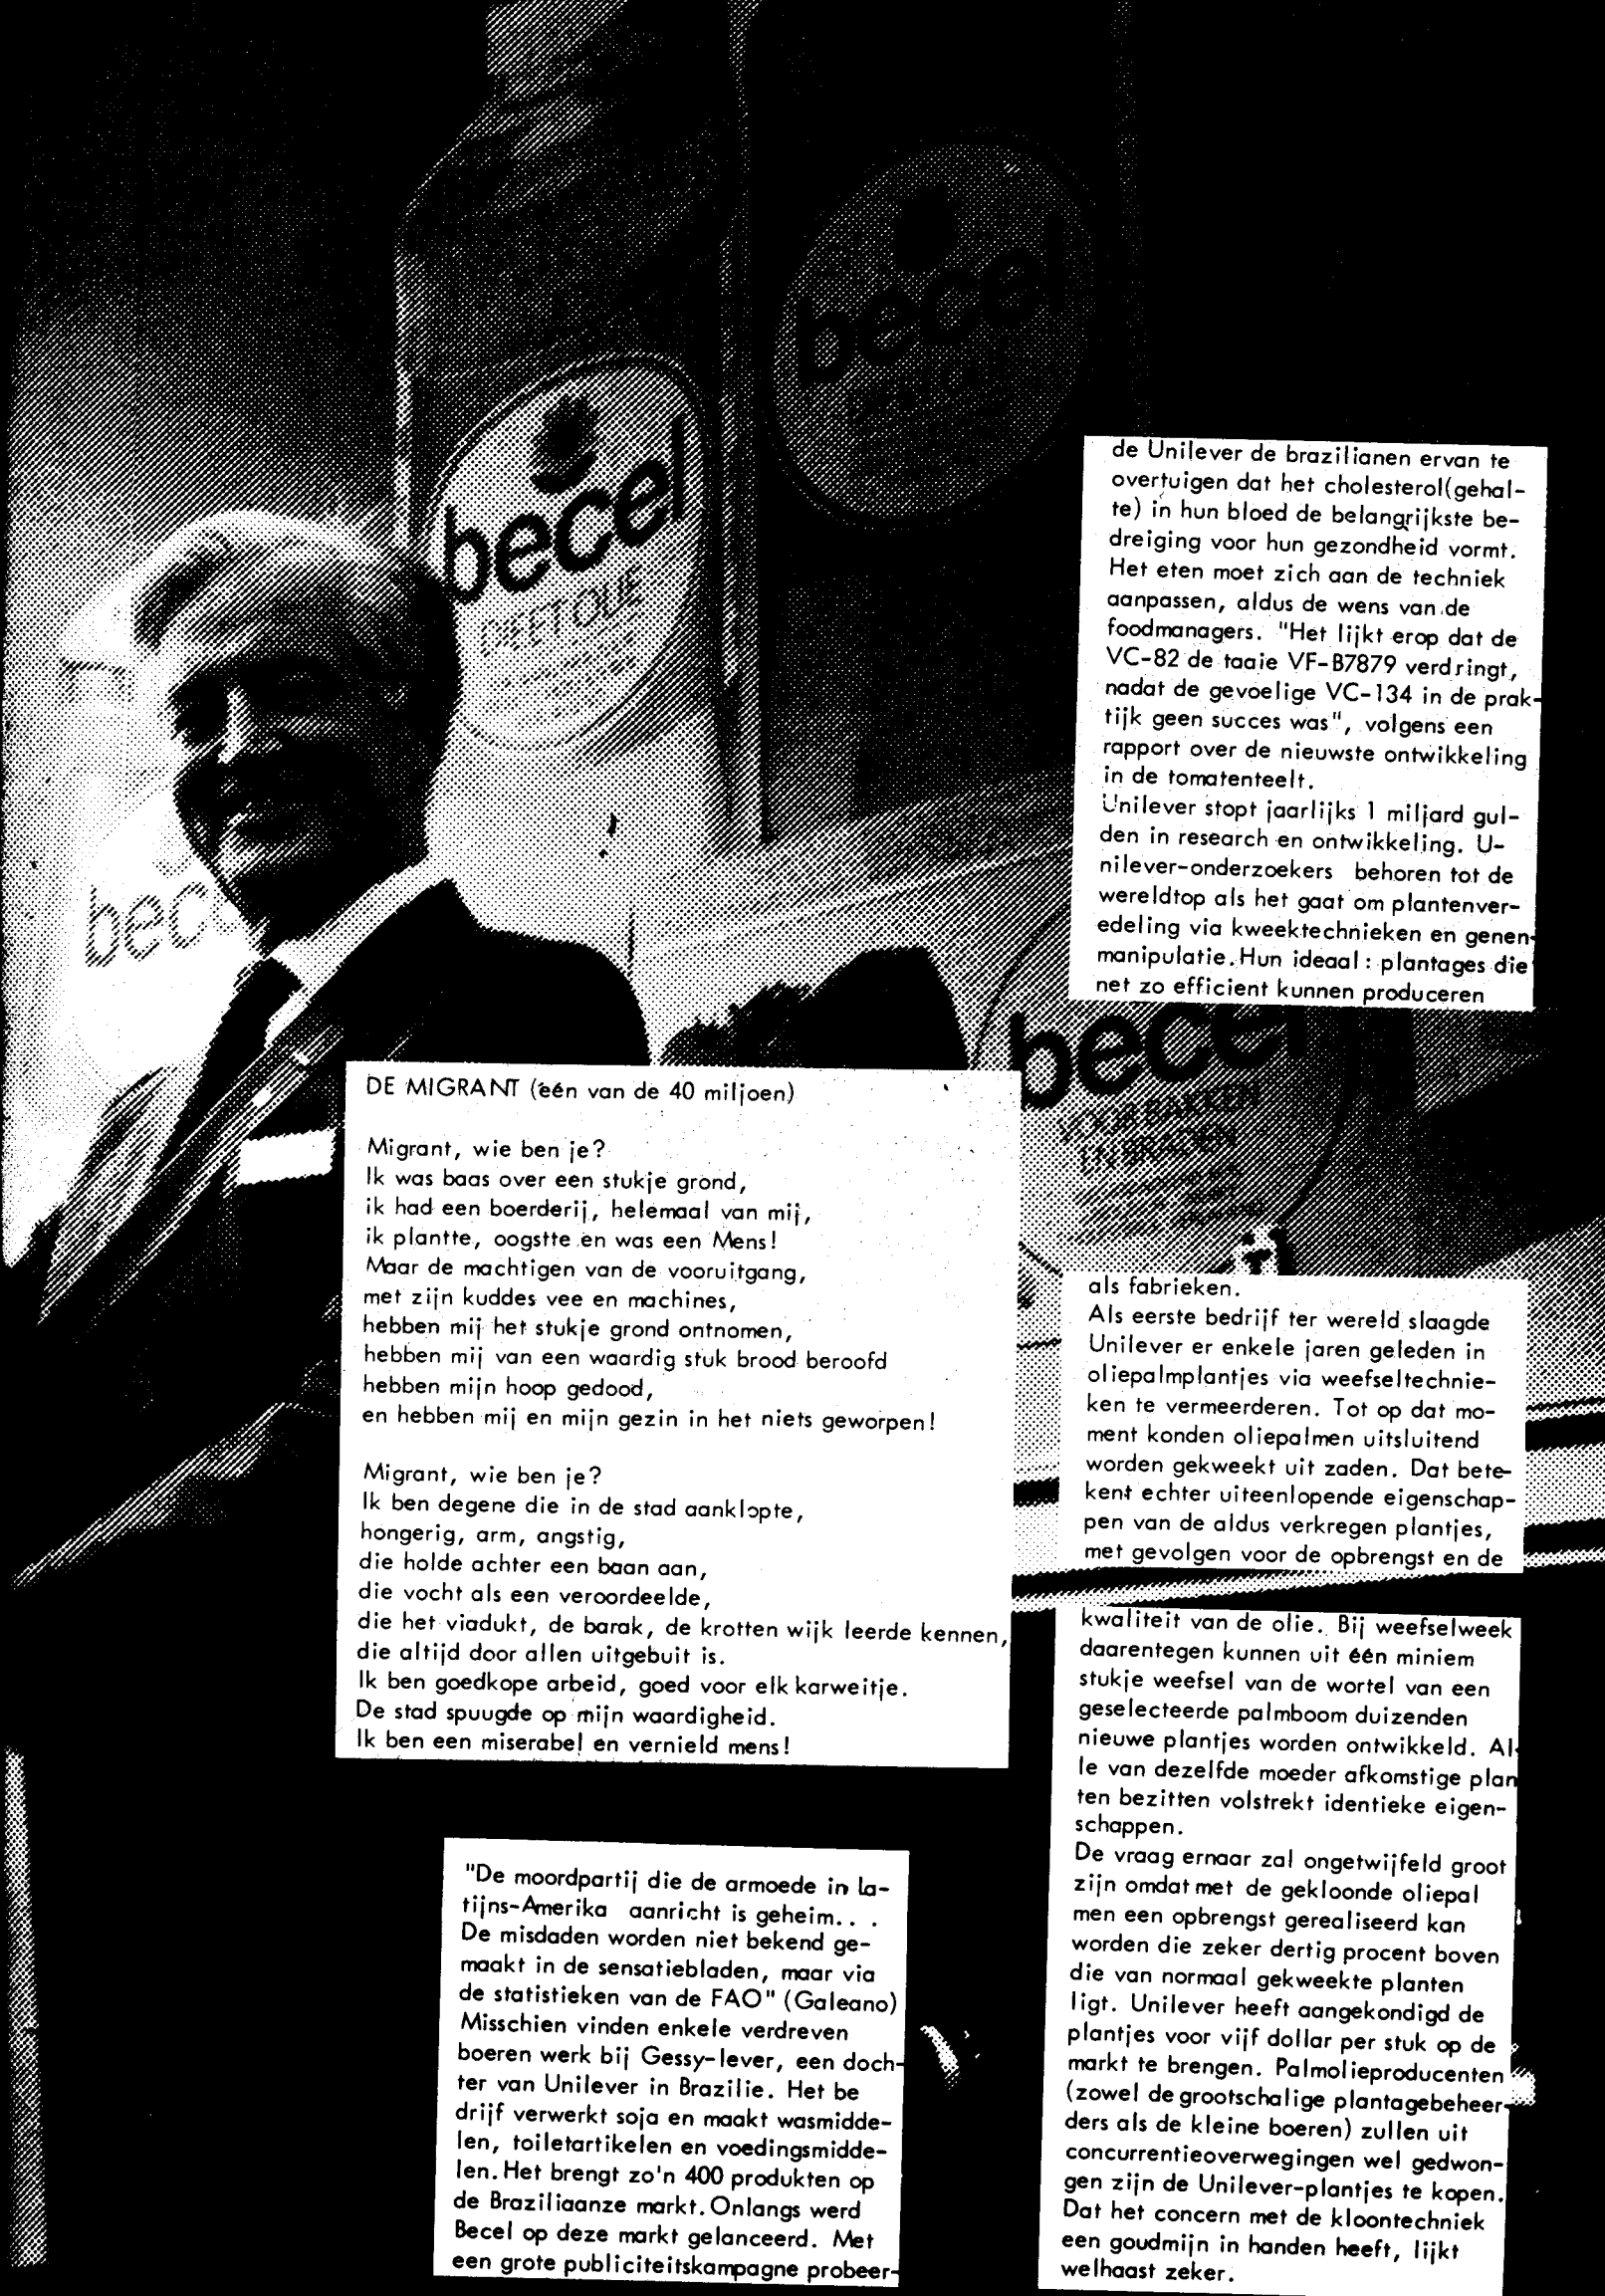 becel
becel
DIEETOLIE
bece
becel
VOOR BAKKEN
EN BRADEN
DE MIGRANT (één van de 40 miljoen)
Migrant, wie ben je?
Ik was baas over een stukje grond,
ik had een boerderij, helemaal van mij,
ik plantte, oogstte en was een Mens!
Maar de machtigen van de vooruitgang,
met zijn kuddes vee en machines,
hebben mij het stukje grond ontnomen,
hebben mij van een waardig stuk brood beroofd
hebben mijn hoop gedood,
en hebben mij en mijn gezin in het niets geworpen!
Migrant, wie ben je?
Ik ben degene die in de stad aanklopte,
hongerig, arm, angstig,
die holde achter een baan aan,
die vocht als een veroordeelde,
die het viadukt, de barak, de krotten wijk leerde kennen,
die altijd door allen uitgebuit is.
Ik ben goedkope arbeid, goed voor elk karweitje.
De stad spuugde op mijn waardigheid.
Ik ben een miserabel en vernield mens!
"De moordpartij die de armoede in la-
tijns-Amerika aanricht is geheim...
De misdaden worden niet bekend ge-
maakt in de sensatiebladen, maar via
de statistieken van de FAO" (Galeano)
Misschien vinden enkele verdreven
boeren werk bij Gessy-lever, een doch-
ter van Unilever in Brazilie. Het be
drijf verwerkt soja en maakt wasmidde-
len, toiletartikelen en voedingsmidde-
len. Het brengt zo'n 400 produkten op
de Braziliaanze markt. Onlangs werd
Becel op deze markt gelanceerd. Met
een grote publiciteitskampagne probeer-
de Unilever de brazilianen ervan te
overtuigen dat het cholesterol(gehal-
te) in hun bloed de belangrijkste be-
dreiging voor hun gezondheid vormt.
Het eten moet zich aan de techniek
aanpassen, aldus de wens van de
foodmanagers. "Het lijkt erop dat de
VC-82 de taaie VF-B7879 verdringt,
nadat de gevoelige VC-134 in de prak-
tijk geen succes was", volgens een
rapport over de nieuwste ontwikkeling
in de tomatenteelt.
Unilever stopt jaarlijks 1 miljard gul-
den in research en ontwikkeling. U-
nilever-onderzoekers behoren tot de
wereldtop als het gaat om plantenver-
edeling via kweektechnieken en genen-
manipulatie. Hun ideaal : plantages die
net zo efficient kunnen produceren
als fabrieken.
Als eerste bedrijf ter wereld slaagde
Unilever er enkele jaren geleden in
oliepalmplantjes via weefseltechnie-
ken te vermeerderen. Tot op dat mo-
ment konden oliepalmen uitsluitend
worden gekweekt uit zaden. Dat bete-
kent echter uiteenlopende eigenschap-
pen van de aldus verkregen plantjes,
met gevolgen voor de opbrengst en de
kwaliteit van de olie. Bij weefselweek
daarentegen kunnen uit één miniem
stukje weefsel van de wortel van een
geselecteerde palmboom duizenden
nieuwe plantjes worden ontwikkeld. Al-
le van dezelfde moeder afkomstige plan
ten bezitten volstrekt identieke eigen-
schappen.
De vraag ernaar zal ongetwijfeld groot
zijn omdat met de gekloonde oliepal
men een opbrengst gerealiseerd kan
worden die zeker dertig procent boven
die van normaal gekweekte planten
ligt. Unilever heeft aangekondigd de
plantjes voor vijf dollar per stuk op de
markt te brengen. Palmolieproducenten
(zowel de grootschalige plantagebeheer-
ders als de kleine boeren) zullen uit
concurrentieoverwegingen wel gedwon-
gen zijn de Unilever-plantjes te kopen.
Dat het concern met de kloontechniek
een goudmijn in handen heeft, lijkt
welhaast zeker.